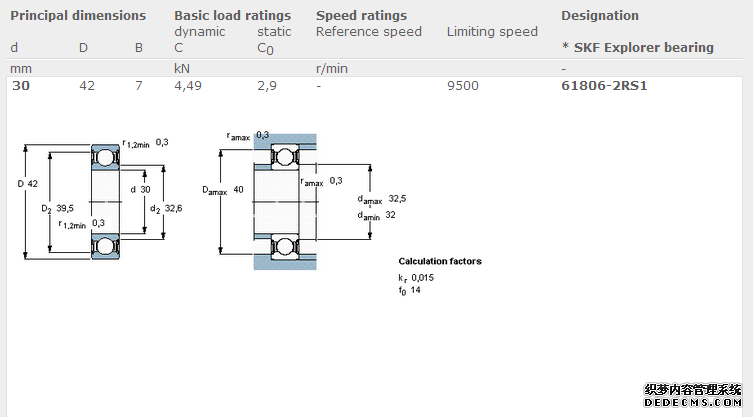 Principal dimensions Basic load ratings Speed ratings Designation
dynamic static Reference speed Limiting speed
d D B C C0 * SKF Explorer bearing
mm kN r/min -
30 42 7 4,49 2,9 - 9500 61806-2RS1
r1,2min 0,3
D 42
D2 39,5
d 30
d2 32,6
r1,2min 0,3
ramax 0,3
Damax 40
ramax 0,3
damax 32,5
damin 32
Calculation factors
kr 0,015
f0 14
织梦内容管理系统
DEDECMS.COM